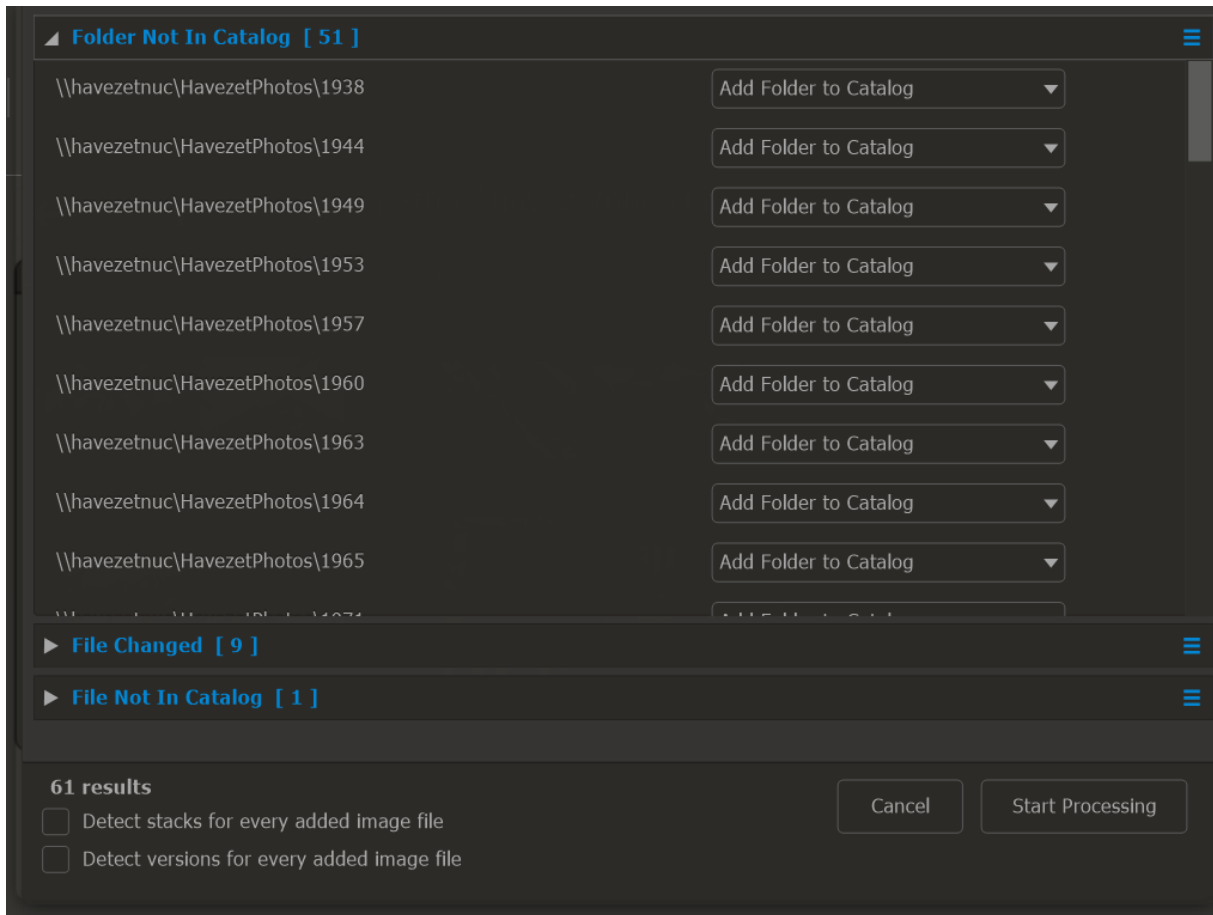 Folder Not In Catalog [ 51 ]
\\havezetnuc\HavezetPhotos\1938 Add Folder to Catalog
\\havezetnuc\HavezetPhotos\1944 Add Folder to Catalog
\\havezetnuc\HavezetPhotos\1949 Add Folder to Catalog
\\havezetnuc\HavezetPhotos\1953 Add Folder to Catalog
\\havezetnuc\HavezetPhotos\1957 Add Folder to Catalog
\\havezetnuc\HavezetPhotos\1960 Add Folder to Catalog
\\havezetnuc\HavezetPhotos\1963 Add Folder to Catalog
\\havezetnuc\HavezetPhotos\1964 Add Folder to Catalog
\\havezetnuc\HavezetPhotos\1965 Add Folder to Catalog
File Changed [ 9 ]
File Not In Catalog [ 1 ]
61 results
Cancel Start Processing
Detect stacks for every added image file
Detect versions for every added image file